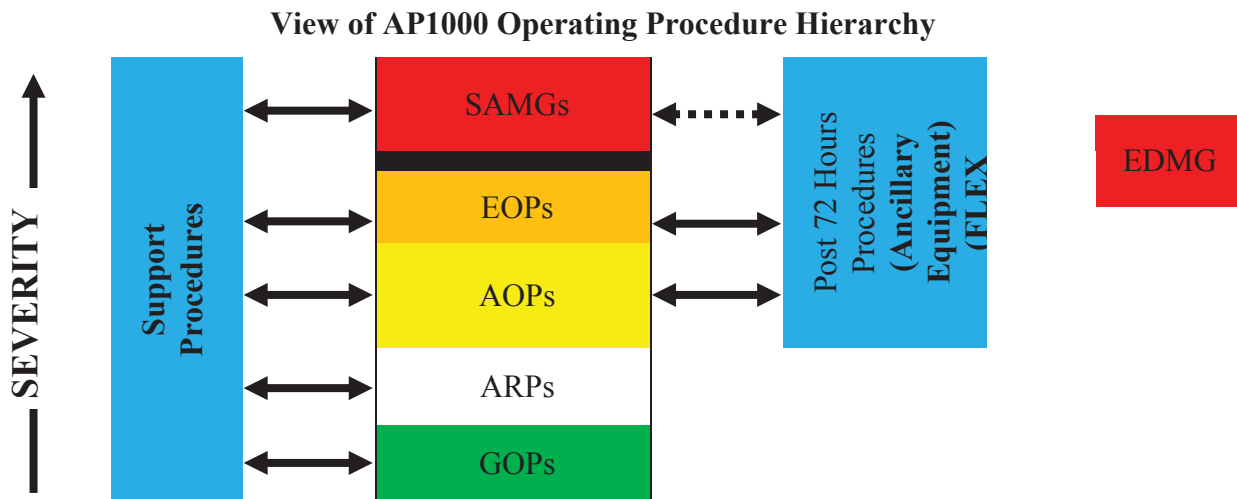 View of AP1000 Operating Procedure Hierarchy
SEVERITY
Support
Procedures
SAMGs
EOPs
AOPs
ARPs
GOPs
Post 72 Hours
Procedures
(Ancillary
Equipment)
(FLEX
EDMG